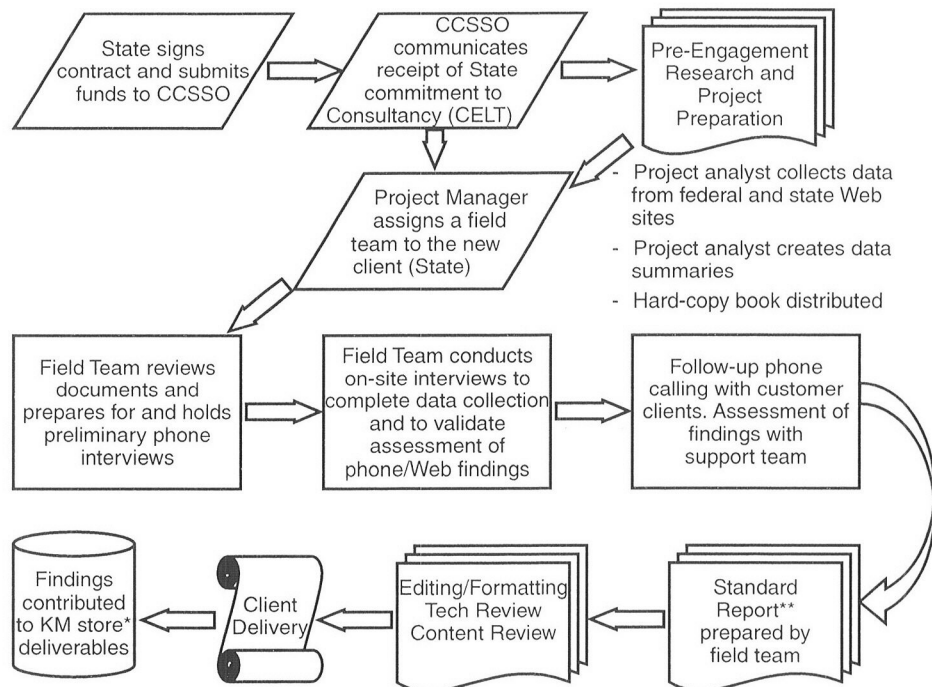 State signs
contract and submits
funds to CCSSO
CCSSO
communicates
receipt of State
commitment to
Consultancy (CELT)
Pre-Engagement
Research and
Project
Preparation
- Project analyst collects data
from federal and state Web
sites
- Project analyst creates data
summaries
- Hard-copy book distributed
Project Manager
assigns a field
team to the new
client (State)
Field Team reviews
documents and
prepares for and holds
preliminary phone
interviews
Field Team conducts
on-site interviews to
complete data collection
and to validate
assessment of
phone/Web findings
Follow-up phone
calling with customer
clients. Assessment of
findings with
support team
Standard
Report**
prepared by
field team
Editing/Formatting
Tech Review
Content Review
Client
Delivery
Findings
contributed
to KM store*
deliverables